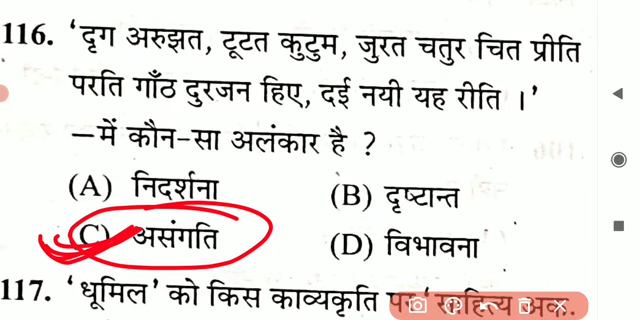 116. ‘दृग अरुझत, टूटत कुटुम, जुरत चतुर चित प्रीति
परति गाँठ दुरजन हिए, दई नयी यह रीति ।’
—में कौन-सा अलंकार है ?
(A) निदर्शना (B) दृष्टान्त
(C) असंगति (D) विभावना
117. ‘धूमिल’ को किस काव्यकृति पर ‘साहित्य अका.